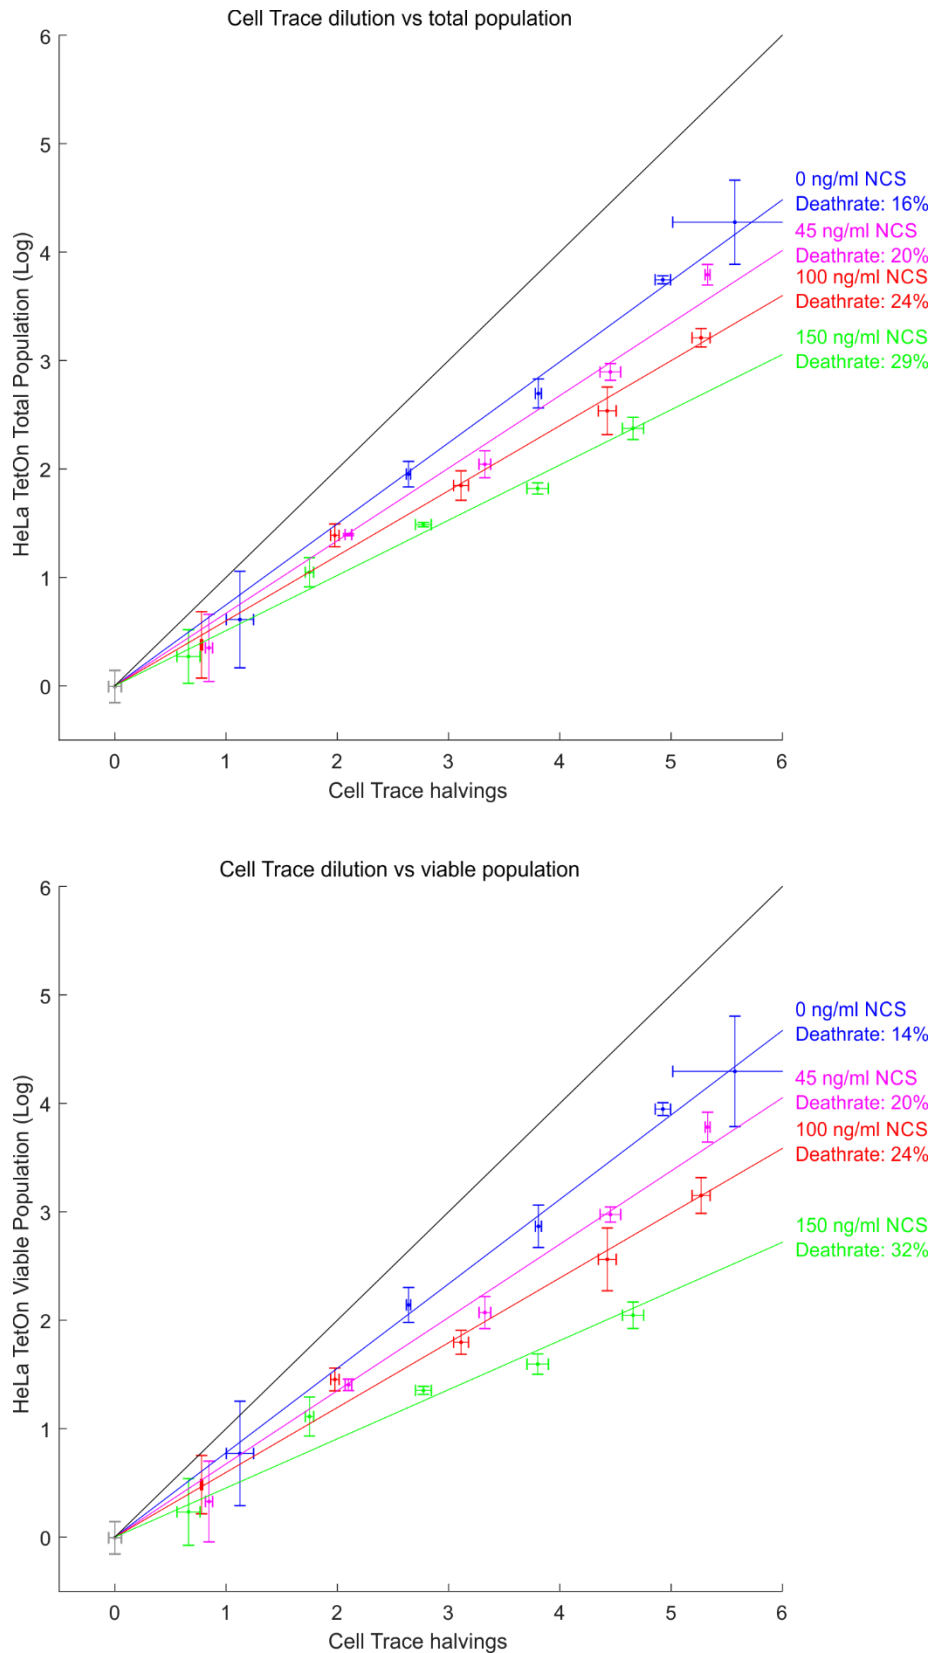 Cell Trace dilution vs total population
6
5
4
3
2
1
0
HeLa TetOn Total Population (Log)
0 ng/ml NCS
Deathrate: 16%
45 ng/ml NCS
Deathrate: 20%
100 ng/ml NCS
Deathrate: 24%
150 ng/ml NCS
Deathrate: 29%
0 1 2 3 4 5 6
Cell Trace halvings
Cell Trace dilution vs viable population
6
5
4
3
2
1
0
HeLa TetOn Viable Population (Log)
0 ng/ml NCS
Deathrate: 14%
45 ng/ml NCS
Deathrate: 20%
100 ng/ml NCS
Deathrate: 24%
150 ng/ml NCS
Deathrate: 32%
0 1 2 3 4 5 6
Cell Trace halvings